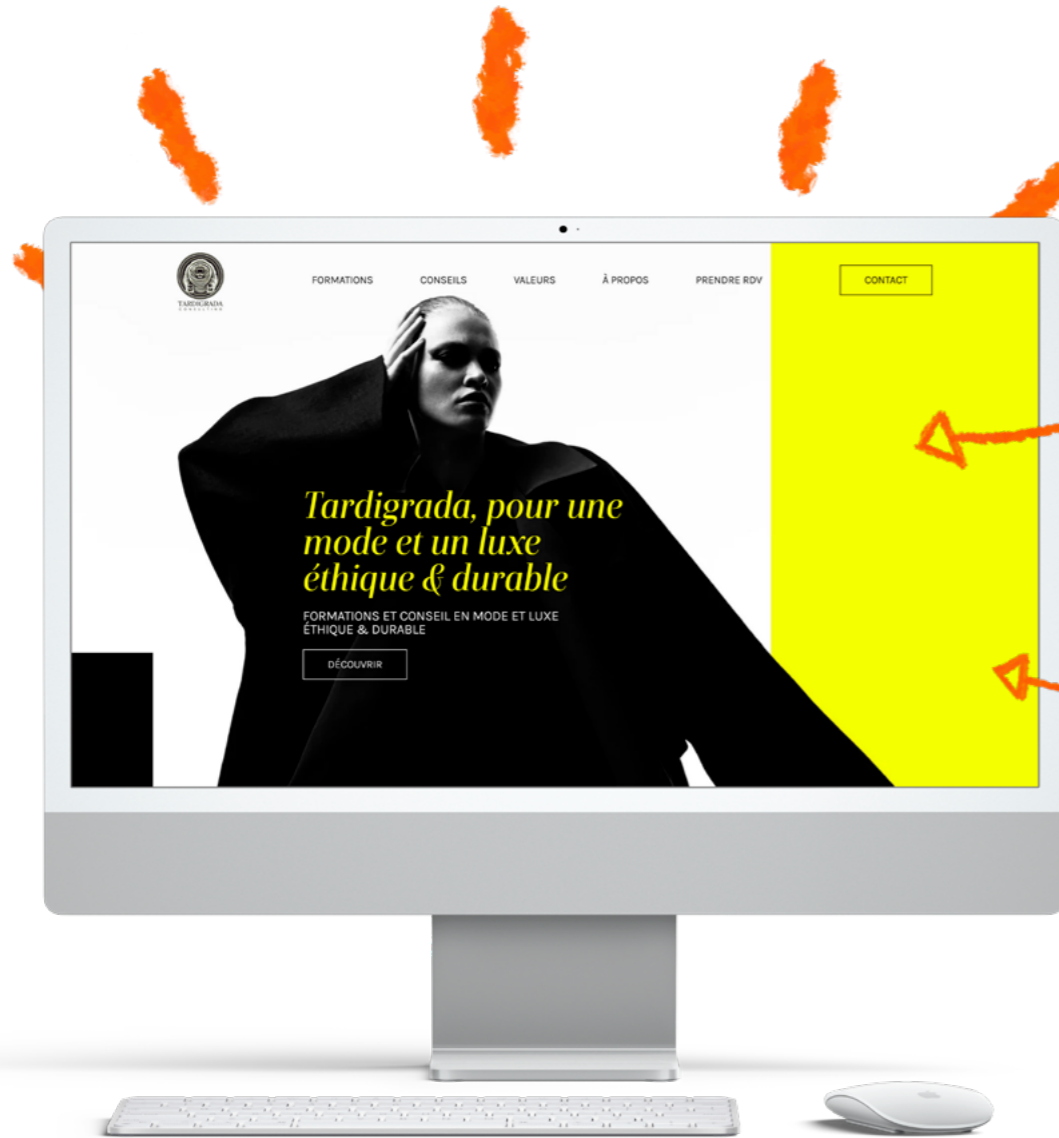 TARDIGRADA
CONSULTING
FORMATIONS
CONSEILS
VALEURS
À PROPOS
PRENDRE RDV
CONTACT
Tardigrada, pour une
mode et un luxe
éthique & durable
FORMATIONS ET CONSEIL EN MODE ET LUXE
ÉTHIQUE & DURABLE
DÉCOUVRIR